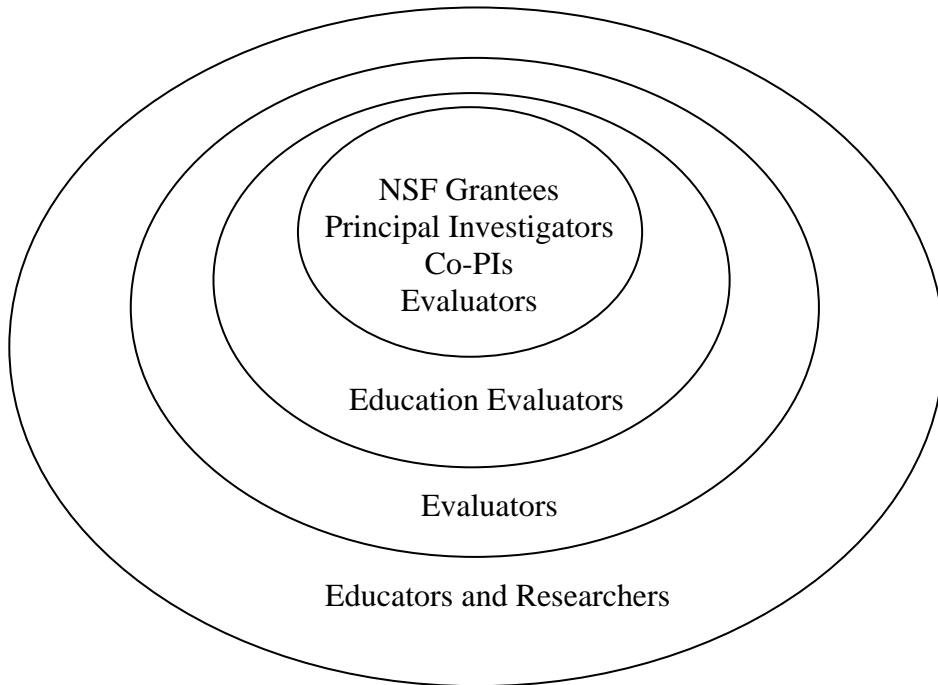 NSF Grantees
Principal Investigators
Co-PIs
Evaluators
Education Evaluators
Evaluators
Educators and Researchers